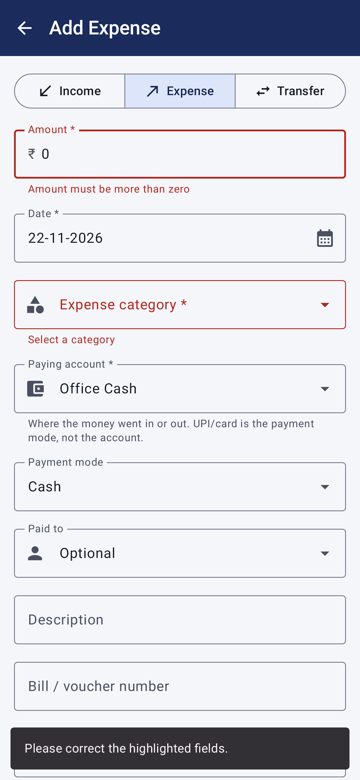 Add Expense
Income
Expense
Transfer
Amount *
₹ 0
Amount must be more than zero
Date *
22-11-2026
Expense category *
Select a category
Paying account *
Office Cash
Where the money went in or out. UPI/card is the payment
mode, not the account.
Payment mode
Cash
Paid to
Optional
Description
Bill / voucher number
Please correct the highlighted fields.